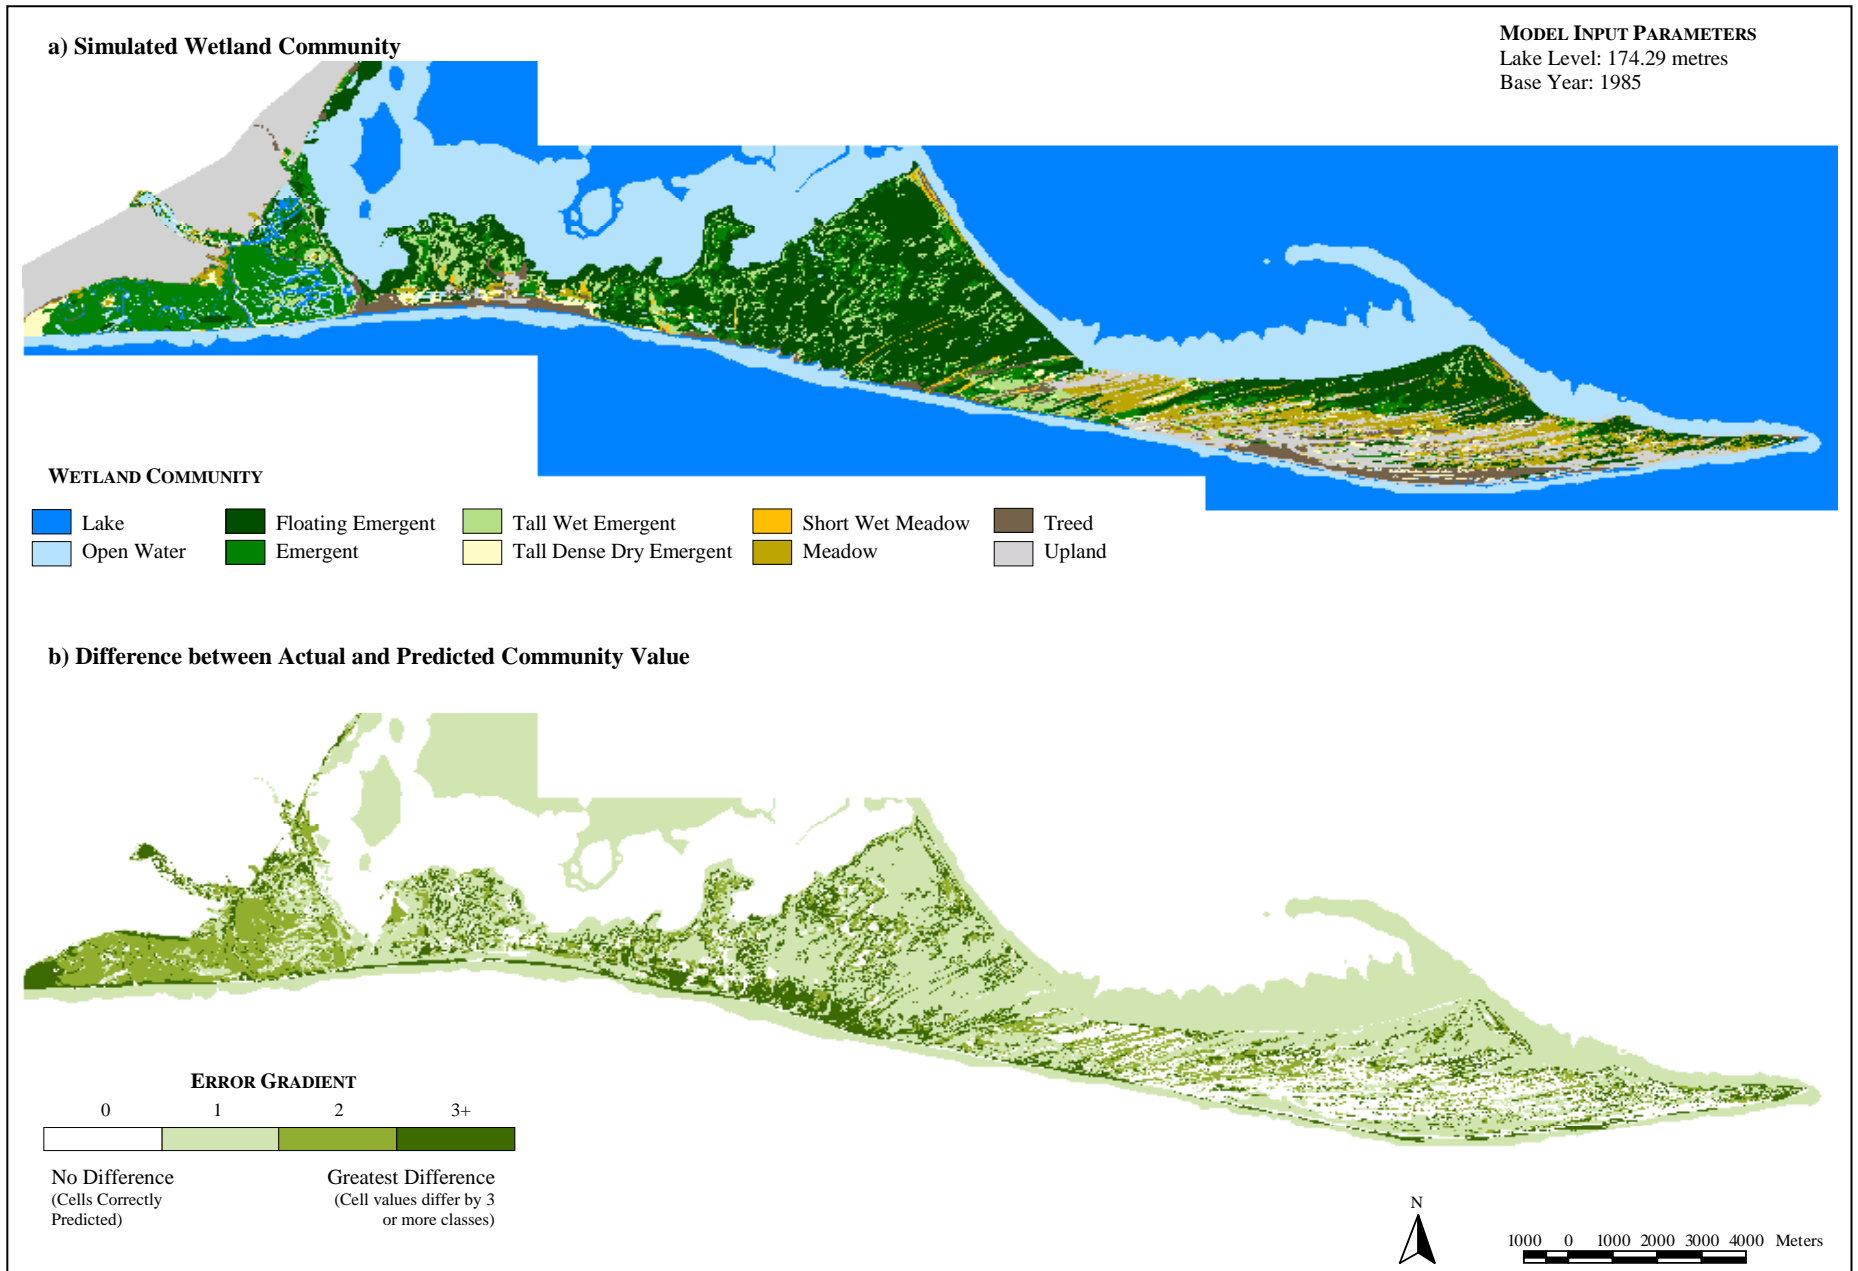 a) Simulated Wetland Community
MODEL INPUT PARAMETERS
Lake Level: 174.29 metres
Base Year: 1985
WETLAND COMMUNITY
Lake
Open Water
Floating Emergent
Emergent
Tall Wet Emergent
Tall Dense Dry Emergent
Short Wet Meadow
Meadow
Treed
Upland
b) Difference between Actual and Predicted Community Value
ERROR GRADIENT
0 1 2 3+
No Difference
(Cells Correctly
Predicted)
Greatest Difference
(Cell values differ by 3
or more classes)
N
1000 0 1000 2000 3000 4000 Meters